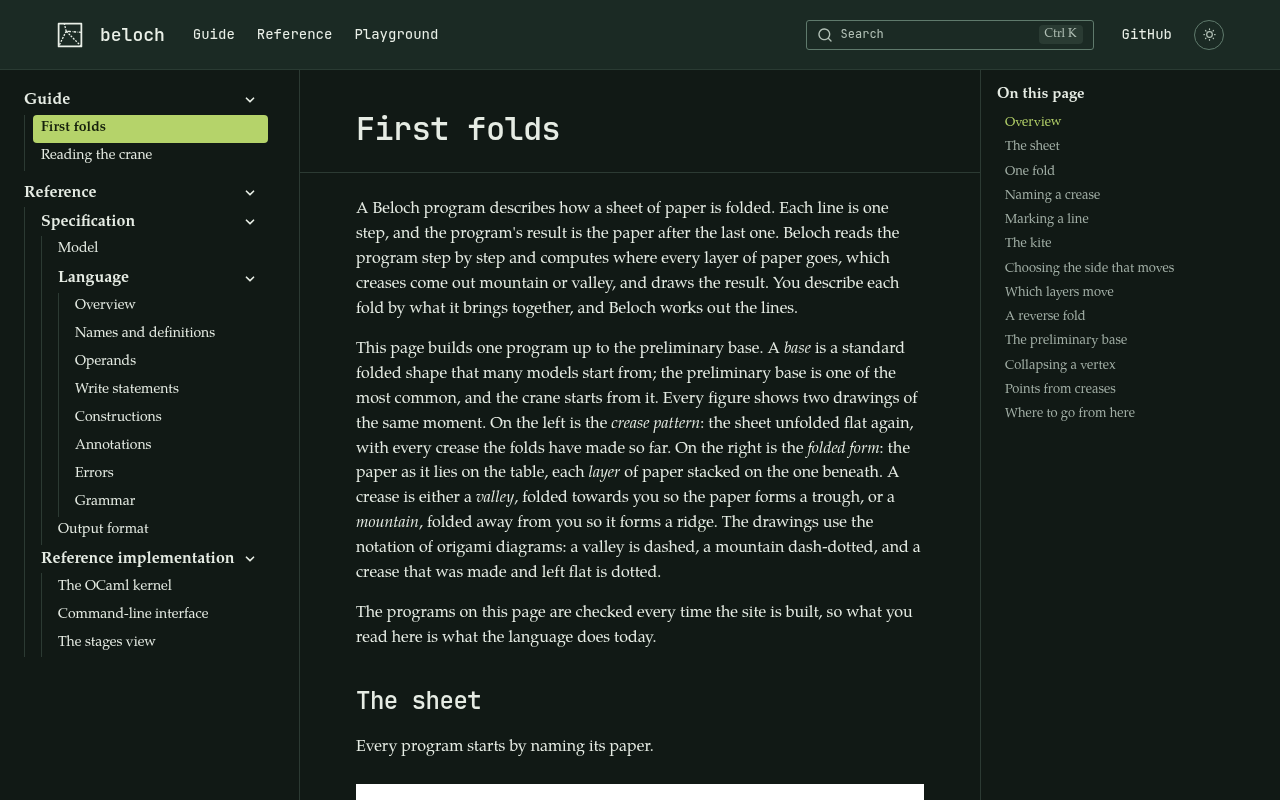 beloch
Guide
Reference
Playground
Search
Ctrl K
GitHub
Guide
First folds
Reading the crane
Reference
Specification
Model
Language
Overview
Names and definitions
Operands
Write statements
Constructions
Annotations
Errors
Grammar
Output format
Reference implementation
The OCaml kernel
Command-line interface
The stages view
First folds
A Beloch program describes how a sheet of paper is folded. Each line is one
step, and the program's result is the paper after the last one. Beloch reads the
program step by step and computes where every layer of paper goes, which
creases come out mountain or valley, and draws the result. You describe each
fold by what it brings together, and Beloch works out the lines.
This page builds one program up to the preliminary base. A base is a standard
folded shape that many models start from; the preliminary base is one of the
most common, and the crane starts from it. Every figure shows two drawings of
the same moment. On the left is the crease pattern: the sheet unfolded flat again,
with every crease the folds have made so far. On the right is the folded form: the
paper as it lies on the table, each layer of paper stacked on the one beneath. A
crease is either a valley, folded towards you so the paper forms a trough, or a
mountain, folded away from you so it forms a ridge. The drawings use the
notation of origami diagrams: a valley is dashed, a mountain dash-dotted, and a
crease that was made and left flat is dotted.
The programs on this page are checked every time the site is built, so what you
read here is what the language does today.
The sheet
Every program starts by naming its paper.
On this page
Overview
The sheet
One fold
Naming a crease
Marking a line
The kite
Choosing the side that moves
Which layers move
A reverse fold
The preliminary base
Collapsing a vertex
Points from creases
Where to go from here